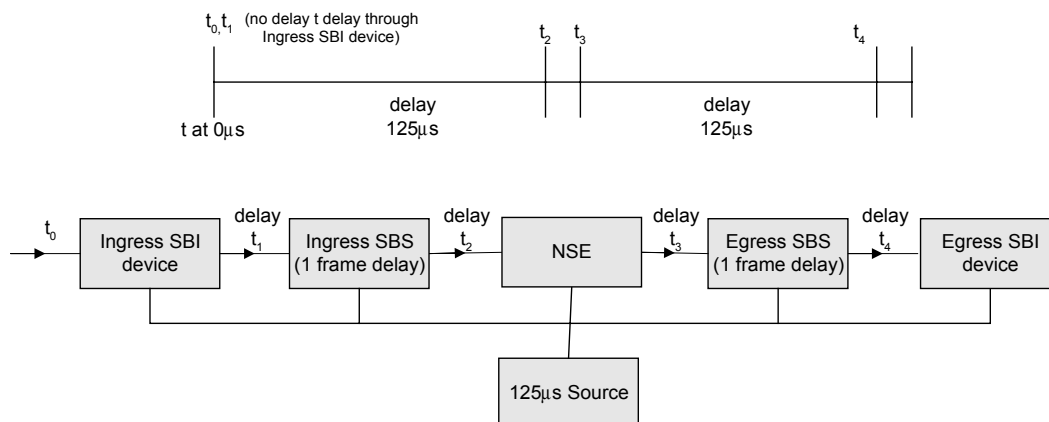 t0,t1 (no delay t delay through
Ingress SBI device)
t2
t3
t4
delay
125μs
delay
125μs
t at 0μs
t0
Ingress SBI
device
delay
t1
Ingress SBS
(1 frame delay)
delay
t2
NSE
delay
t3
Egress SBS
(1 frame delay)
delay
t4
Egress SBI
device
125μs Source